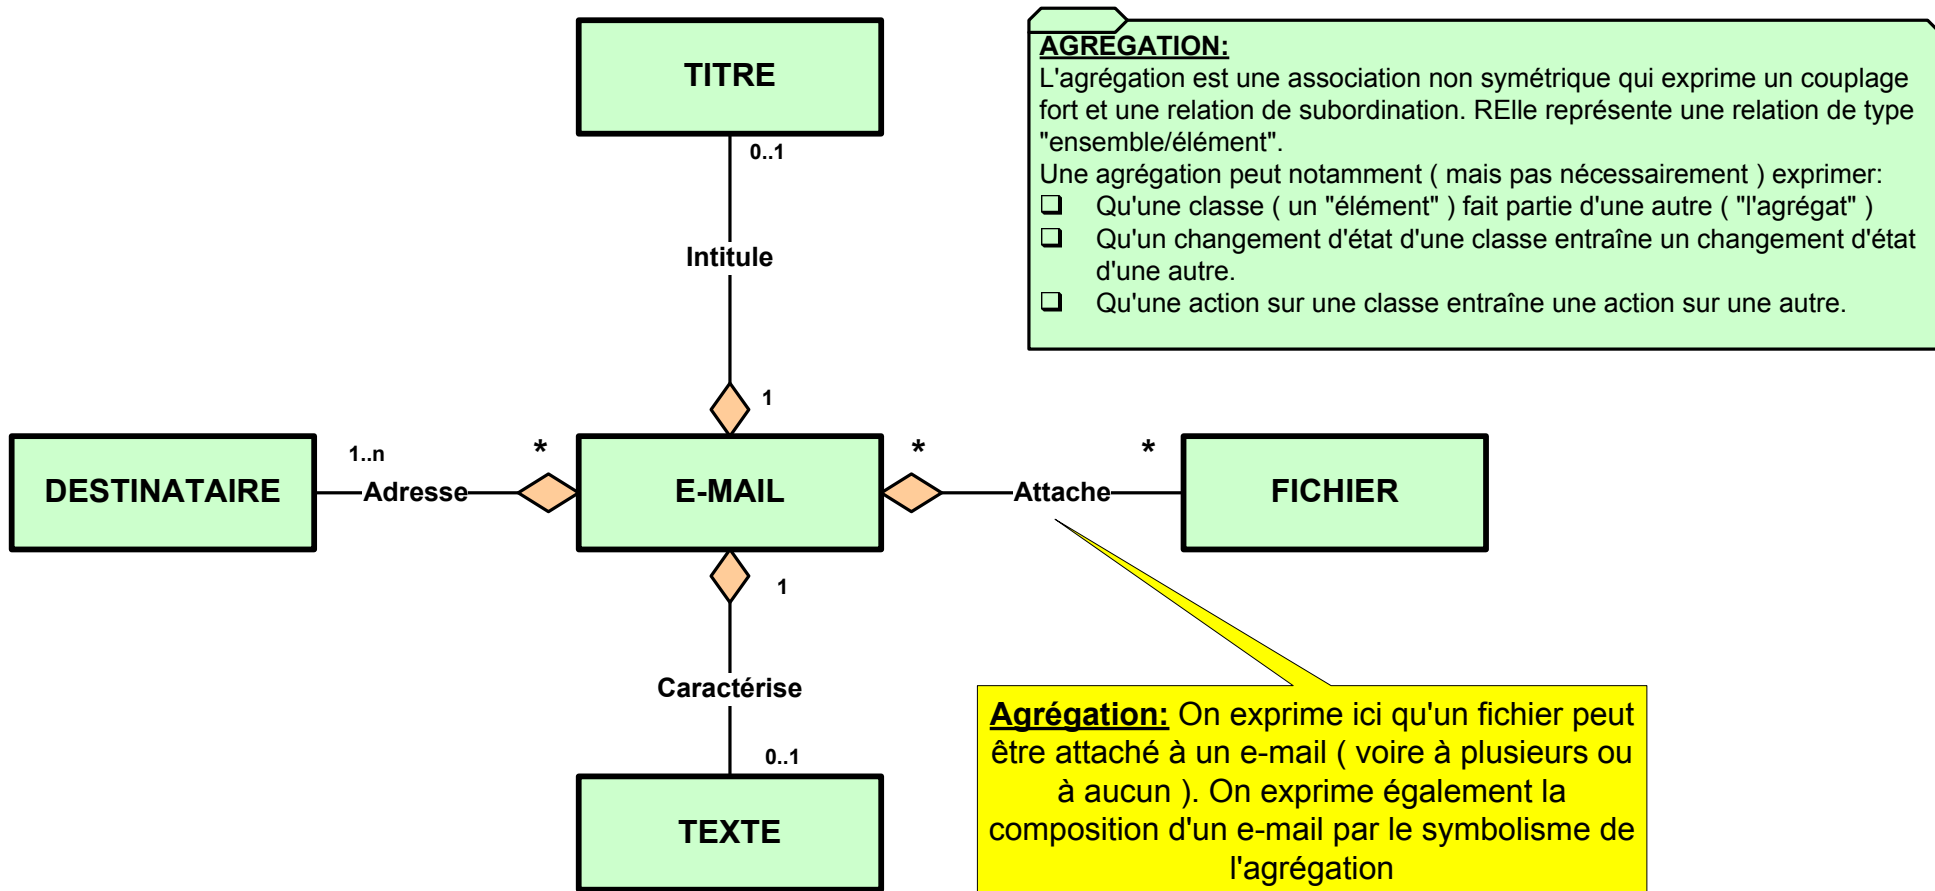 TITRE
0..1
Intitule
1
AGREGATION:
L'agrégation est une association non symétrique qui exprime un couplage
fort et une relation de subordination. RElle représente une relation de type
"ensemble/élément".
Une agrégation peut notamment ( mais pas nécessairement ) exprimer:
❑ Qu'une classe ( un "élément" ) fait partie d'une autre ( "l'agrégat" )
❑ Qu'un changement d'état d'une classe entraîne un changement d'état
d'une autre.
❑ Qu'une action sur une classe entraîne une action sur une autre.
DESTINATAIRE
1..n
Adresse
*
E-MAIL
*
Attache
*
FICHIER
1
Caractérise
0..1
TEXTE
Agrégation: On exprime ici qu'un fichier peut
être attaché à un e-mail ( voire à plusieurs ou
à aucun ). On exprime également la
composition d'un e-mail par le symbolisme de
l'agrégation